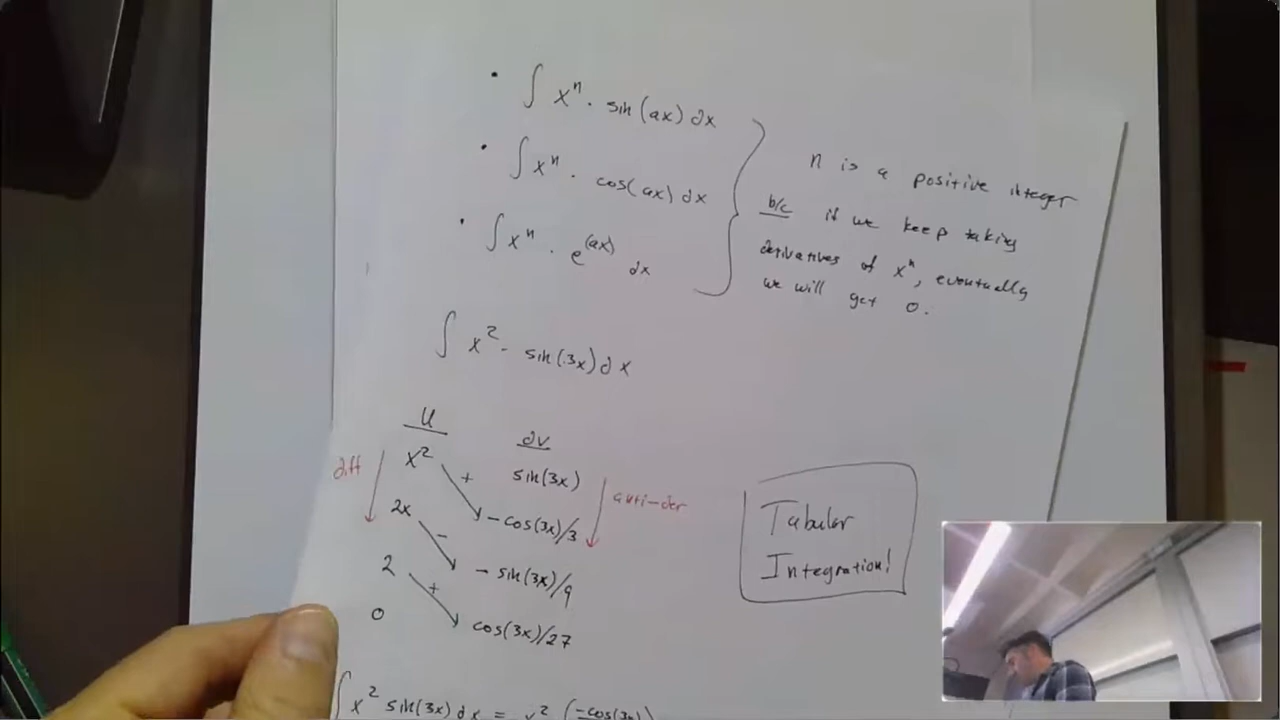 • ∫ xⁿ · sin(ax) dx
• ∫ xⁿ · cos(ax) dx
• ∫ xⁿ · e^(ax) dx
n is a positive integer
b/c if we keep taking
derivatives of xⁿ, eventually
we will get 0.
∫ x² · sin(3x) dx
u dv
diff x² + sin(3x) anti-der
2x − −cos(3x)/3
2 + −sin(3x)/9
0 cos(3x)/27
Tabular
Integration!
∫ x² sin(3x) dx = x² (−cos(3x)